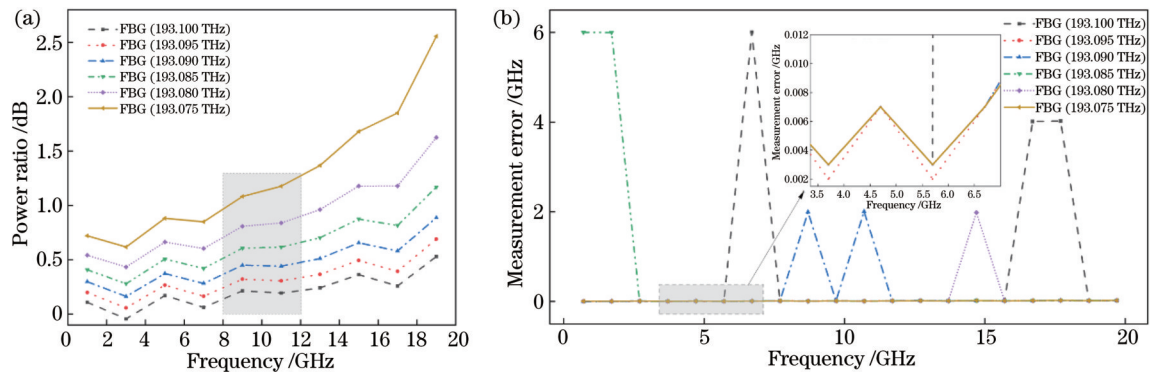 (a)
2.5
2.0
1.5
1.0
0.5
0
Power ratio /dB
FBG (193.100 THz)
FBG (193.095 THz)
FBG (193.090 THz)
FBG (193.085 THz)
FBG (193.080 THz)
FBG (193.075 THz)
0 2 4 6 8 10 12 14 16 18 20
Frequency /GHz
(b)
6
4
2
0
Measurement error /GHz
FBG (193.100 THz)
FBG (193.095 THz)
FBG (193.090 THz)
FBG (193.085 THz)
FBG (193.080 THz)
FBG (193.075 THz)
0.012
0.010
0.008
0.006
0.004
0.002
Measurement error /GHz
3.5 4.0 4.5 5.0 5.5 6.0 6.5
Frequency /GHz
0 5 10 15 20
Frequency /GHz